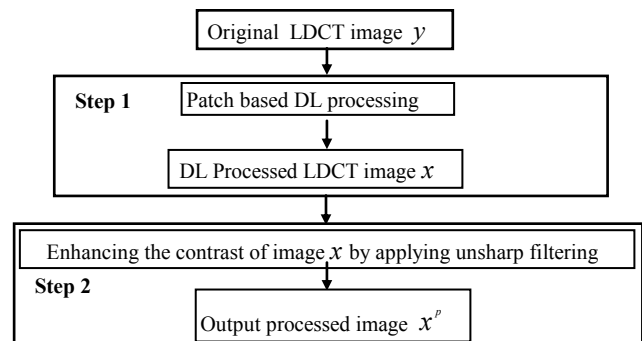 Original LDCT image y
Step 1
Patch based DL processing
DL Processed LDCT image x
Enhancing the contrast of image x by applying unsharp filtering
Step 2
Output processed image x^p